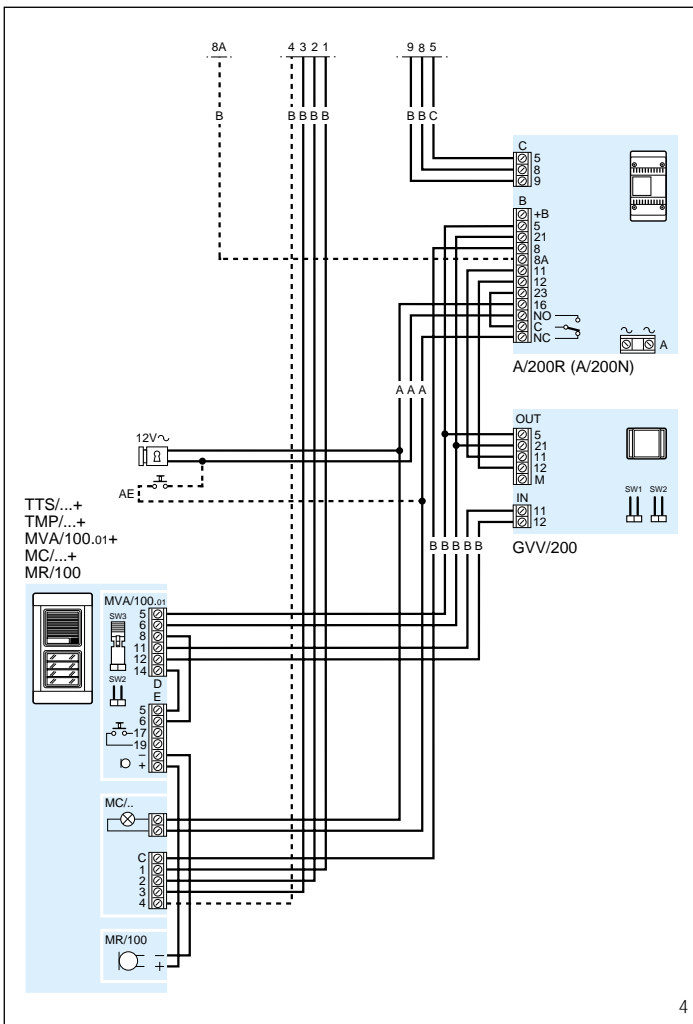 8A 4 3 2 1 9 8 5
B B B B B B B C
C
5
8
9
B
+B
5
21
8
8A
11
12
23
16
NO
C
NC
A
A/200R (A/200N)
A A A
12V~
AE
OUT
5
21
11
12
M
SW1 SW2
IN
11
12
GVV/200
B B B B B
TTS/...+
TMP/...+
MVA/100.01+
MC/...+
MR/100
MVA/100.01
SW3
5
6
8
11
12
14
SW2
D
E
5
6
17
19
–
+
MC/..
C
1
2
3
4
MR/100
–
+
4